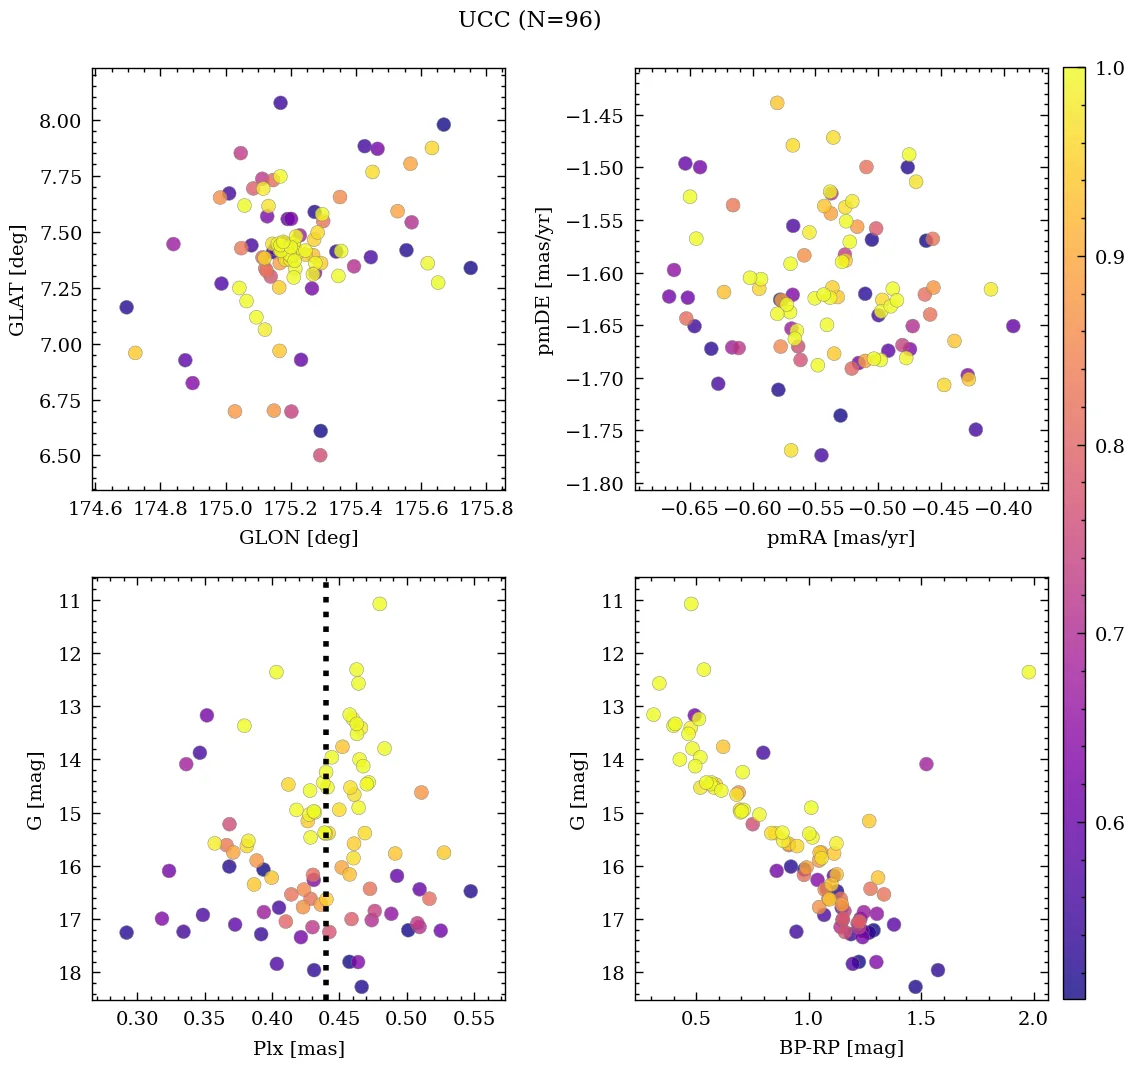 UCC (N=96)
8.00
7.75
7.50
7.25
7.00
6.75
6.50
GLAT [deg]
174.6 174.8 175.0 175.2 175.4 175.6 175.8
GLON [deg]
−1.45
−1.50
−1.55
−1.60
−1.65
−1.70
−1.75
−1.80
pmDE [mas/yr]
−0.65 −0.60 −0.55 −0.50 −0.45 −0.40
pmRA [mas/yr]
11
12
13
14
15
16
17
18
G [mag]
0.30 0.35 0.40 0.45 0.50 0.55
Plx [mas]
11
12
13
14
15
16
17
18
G [mag]
0.5 1.0 1.5 2.0
BP-RP [mag]
1.0
0.9
0.8
0.7
0.6